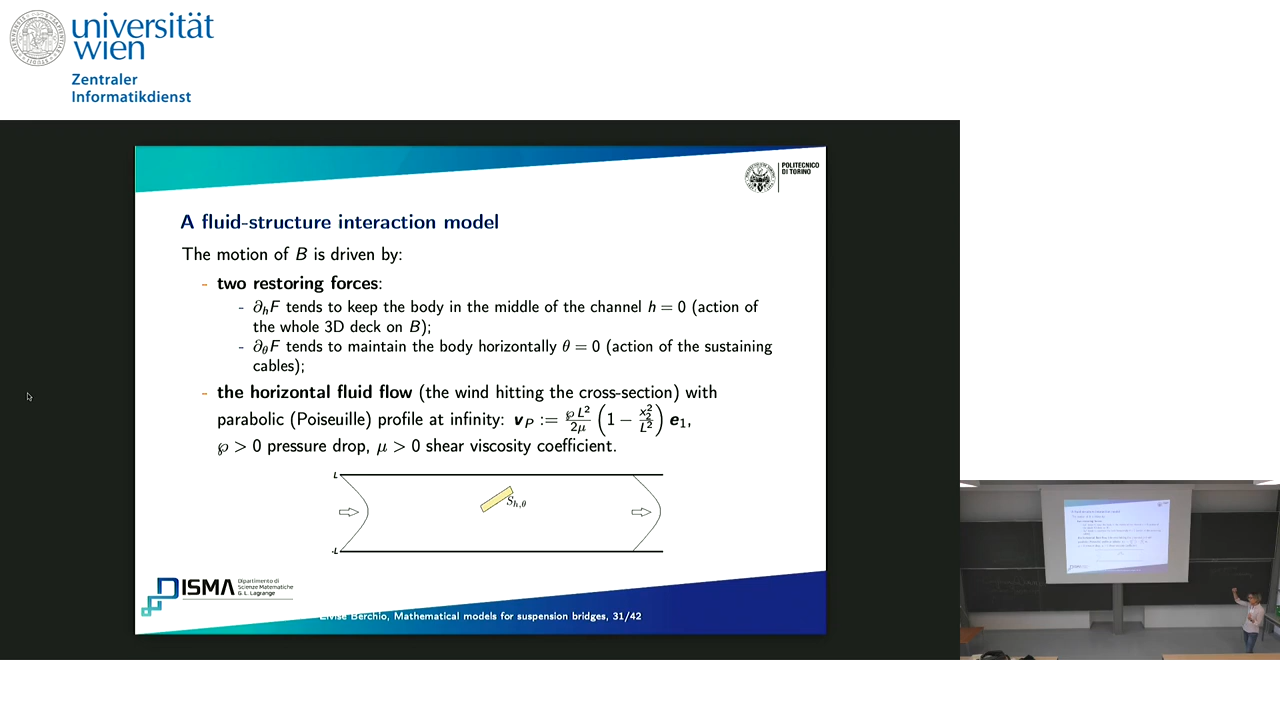 universität
wien
Zentraler
Informatikdienst
POLITECNICO
DI TORINO
A fluid-structure interaction model
The motion of B is driven by:
- two restoring forces:
- ∂hF tends to keep the body in the middle of the channel h = 0 (action of
the whole 3D deck on B);
- ∂θF tends to maintain the body horizontally θ = 0 (action of the sustaining
cables);
- the horizontal fluid flow (the wind hitting the cross-section) with
parabolic (Poiseuille) profile at infinity: vP := ℘L²/2μ (1 − x₂²/L²) e1,
℘ > 0 pressure drop, μ > 0 shear viscosity coefficient.
L
Sh,θ
-L
DISMA
Dipartimento di
Scienze Matematiche
G. L. Lagrange
Elvise Berchio, Mathematical models for suspension bridges, 31/42